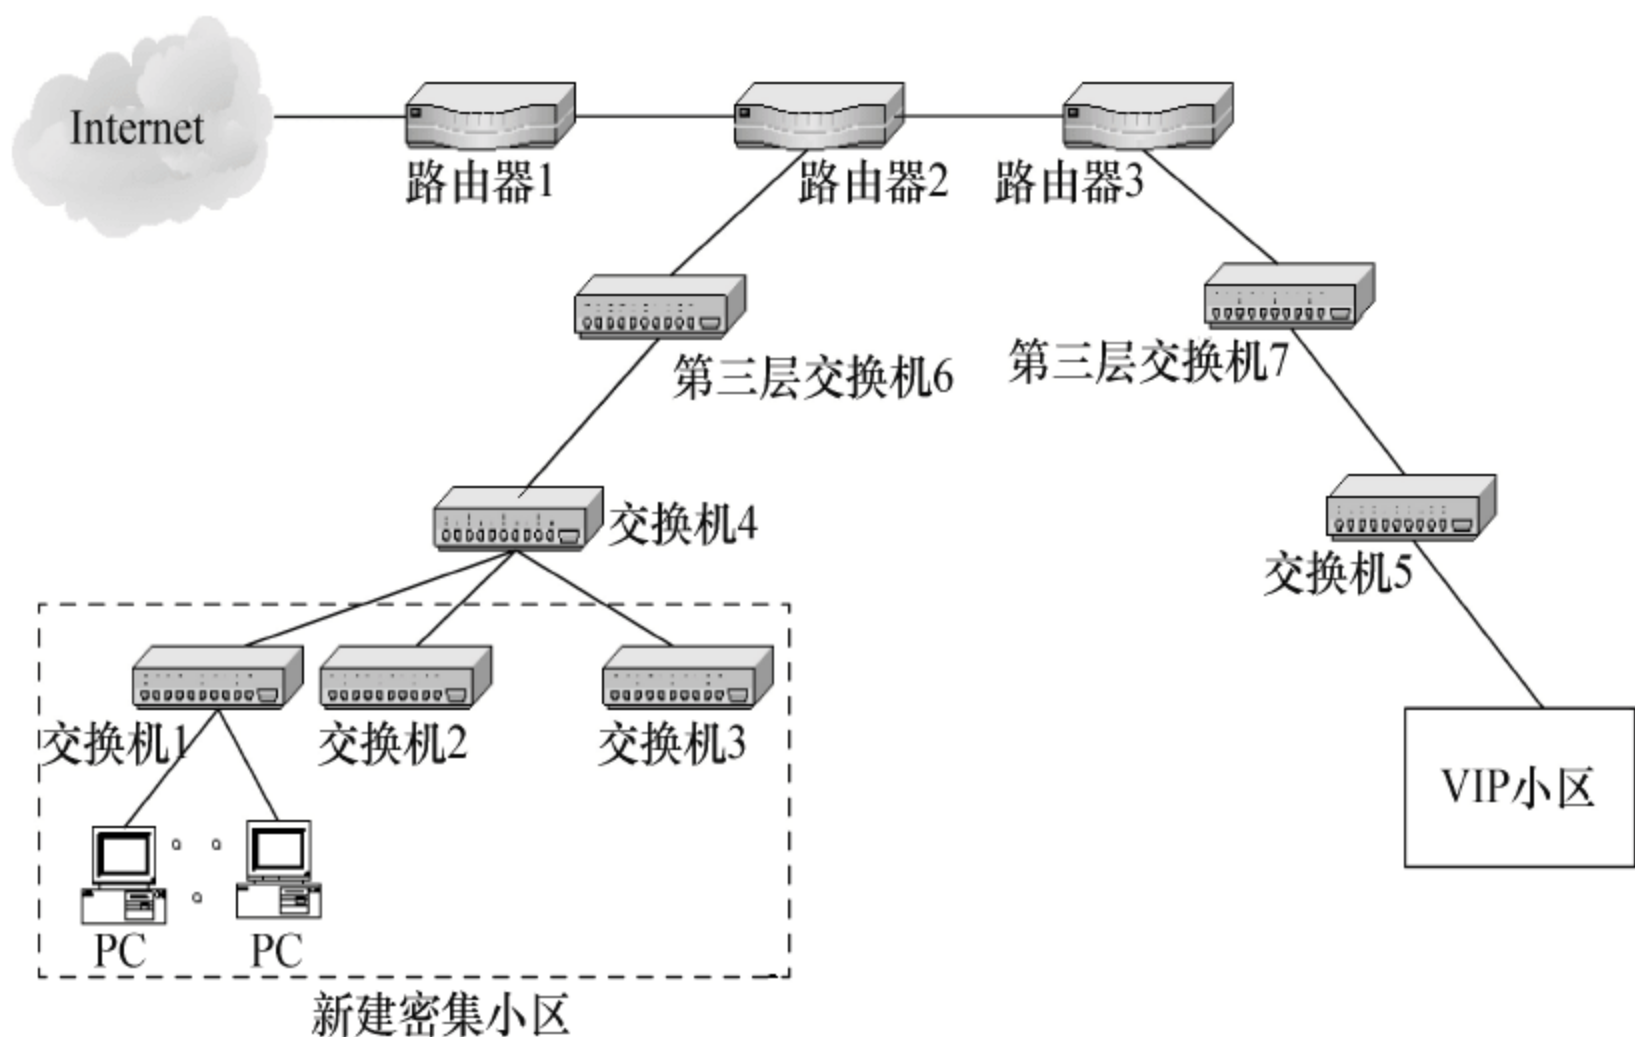 Internet
路由器1
路由器2
路由器3
第三层交换机6
第三层交换机7
交换机4
交换机5
交换机1
交换机2
交换机3
VIP小区
PC
PC
新建密集小区